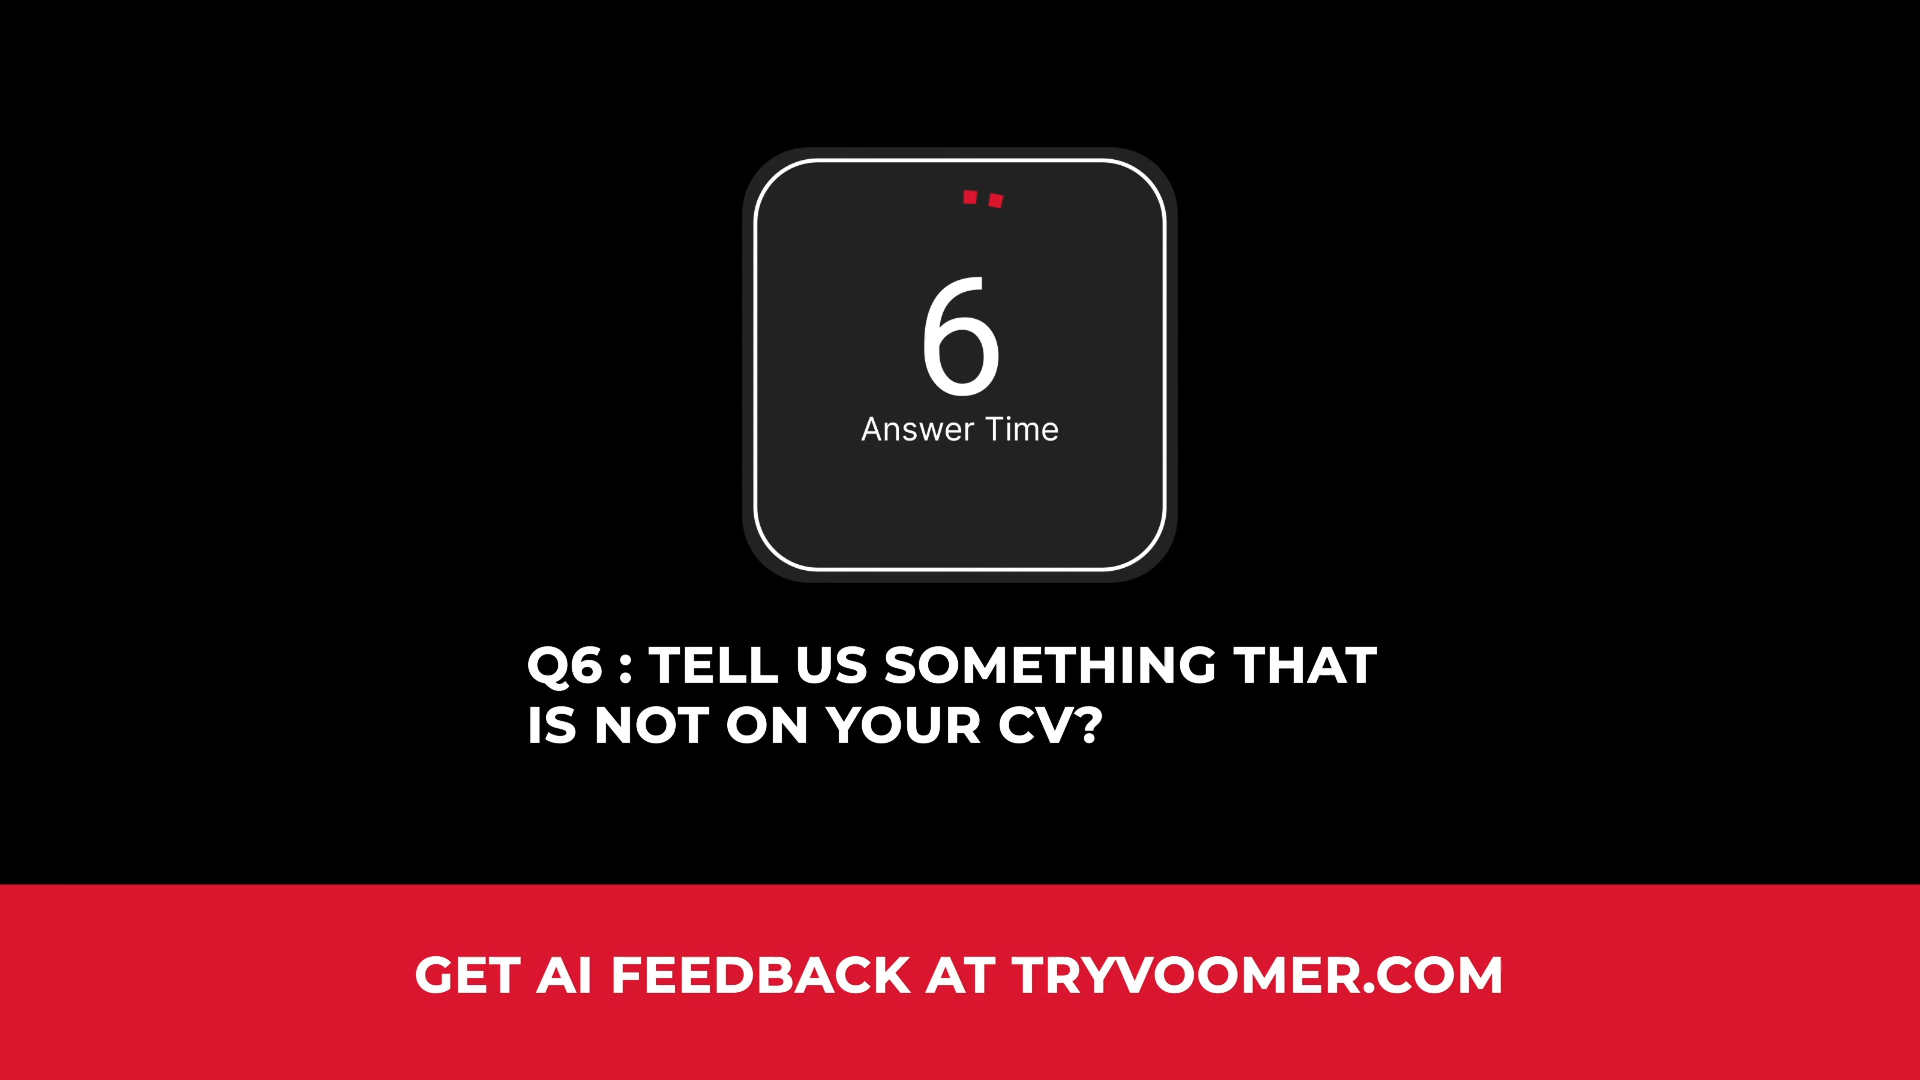 6
Answer Time
Q6 : TELL US SOMETHING THAT
IS NOT ON YOUR CV?
GET AI FEEDBACK AT TRYVOOMER.COM